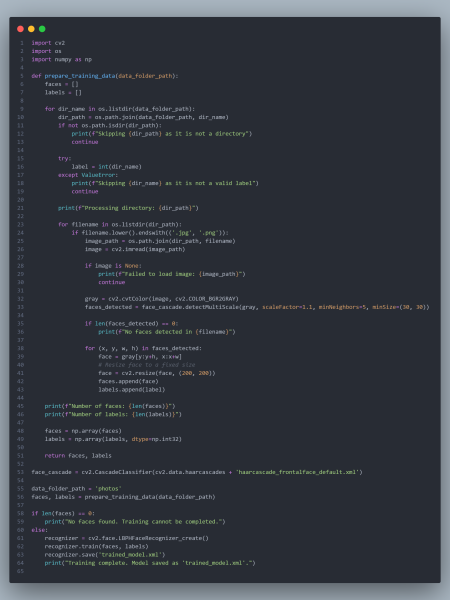 1 import cv2
2 import os
3 import numpy as np
4
5 def prepare_training_data(data_folder_path):
6     faces = []
7     labels = []
8
9     for dir_name in os.listdir(data_folder_path):
10         dir_path = os.path.join(data_folder_path, dir_name)
11         if not os.path.isdir(dir_path):
12             print(f"Skipping {dir_path} as it is not a directory")
13             continue
14
15         try:
16             label = int(dir_name)
17         except ValueError:
18             print(f"Skipping {dir_name} as it is not a valid label")
19             continue
20
21         print(f"Processing directory: {dir_path}")
22
23         for filename in os.listdir(dir_path):
24             if filename.lower().endswith(('.jpg', '.png')):
25                 image_path = os.path.join(dir_path, filename)
26                 image = cv2.imread(image_path)
27
28                 if image is None:
29                     print(f"Failed to load image: {image_path}")
30                     continue
31
32                 gray = cv2.cvtColor(image, cv2.COLOR_BGR2GRAY)
33                 faces_detected = face_cascade.detectMultiScale(gray, scaleFactor=1.1, minNeighbors=5, minSize=(30, 30))
34
35                 if len(faces_detected) == 0:
36                     print(f"No faces detected in {filename}")
37
38                 for (x, y, w, h) in faces_detected:
39                     face = gray[y:y+h, x:x+w]
40                     # Resize face to a fixed size
41                     face = cv2.resize(face, (200, 200))
42                     faces.append(face)
43                     labels.append(label)
44
45     print(f"Number of faces: {len(faces)}")
46     print(f"Number of labels: {len(labels)}")
47
48     faces = np.array(faces)
49     labels = np.array(labels, dtype=np.int32)
50
51     return faces, labels
52
53 face_cascade = cv2.CascadeClassifier(cv2.data.haarcascades + 'haarcascade_frontalface_default.xml')
54
55 data_folder_path = 'photos'
56 faces, labels = prepare_training_data(data_folder_path)
57
58 if len(faces) == 0:
59     print("No faces found. Training cannot be completed.")
60 else:
61     recognizer = cv2.face.LBPHFaceRecognizer_create()
62     recognizer.train(faces, labels)
63     recognizer.save('trained_model.xml')
64     print("Training complete. Model saved as 'trained_model.xml'.")
65